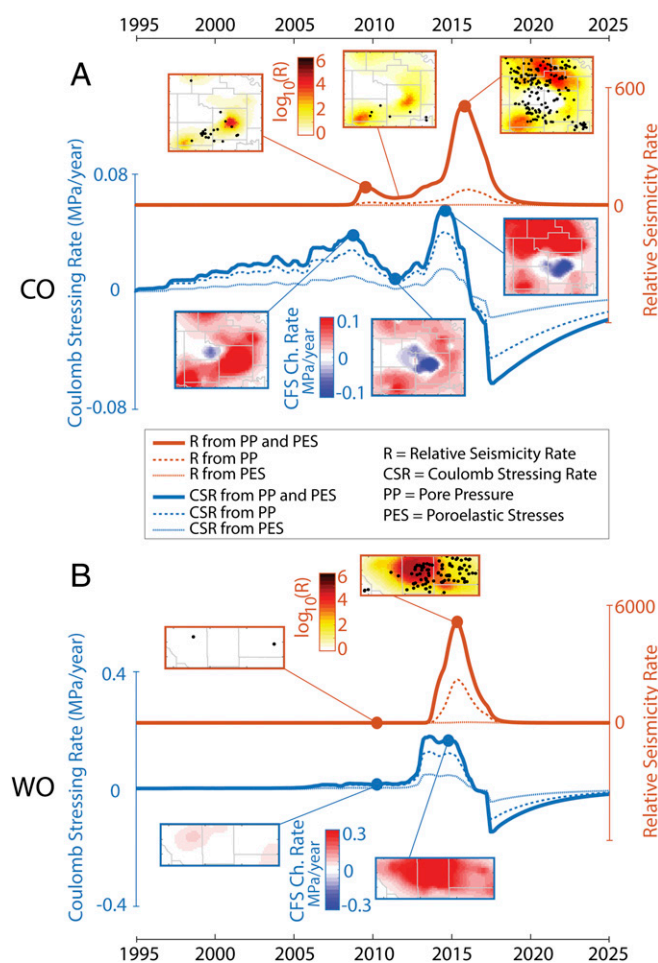 1995 2000 2005 2010 2015 2020 2025
A
log10(R)
6
4
2
0
600
0
Relative Seismicity Rate
0.08
0
-0.08
Coulomb Stressing Rate (MPa/year)
CO
CFS Ch. Rate
MPa/year
0.1
0
-0.1
R from PP and PES
R from PP
R from PES
CSR from PP and PES
CSR from PP
CSR from PES
R = Relative Seismicity Rate
CSR = Coulomb Stressing Rate
PP = Pore Pressure
PES = Poroelastic Stresses
B
log10(R)
6
4
2
0
6000
0
Relative Seismicity Rate
0.4
0
-0.4
Coulomb Stressing Rate (MPa/year)
WO
CFS Ch. Rate
MPa/year
0.3
0
-0.3
1995 2000 2005 2010 2015 2020 2025